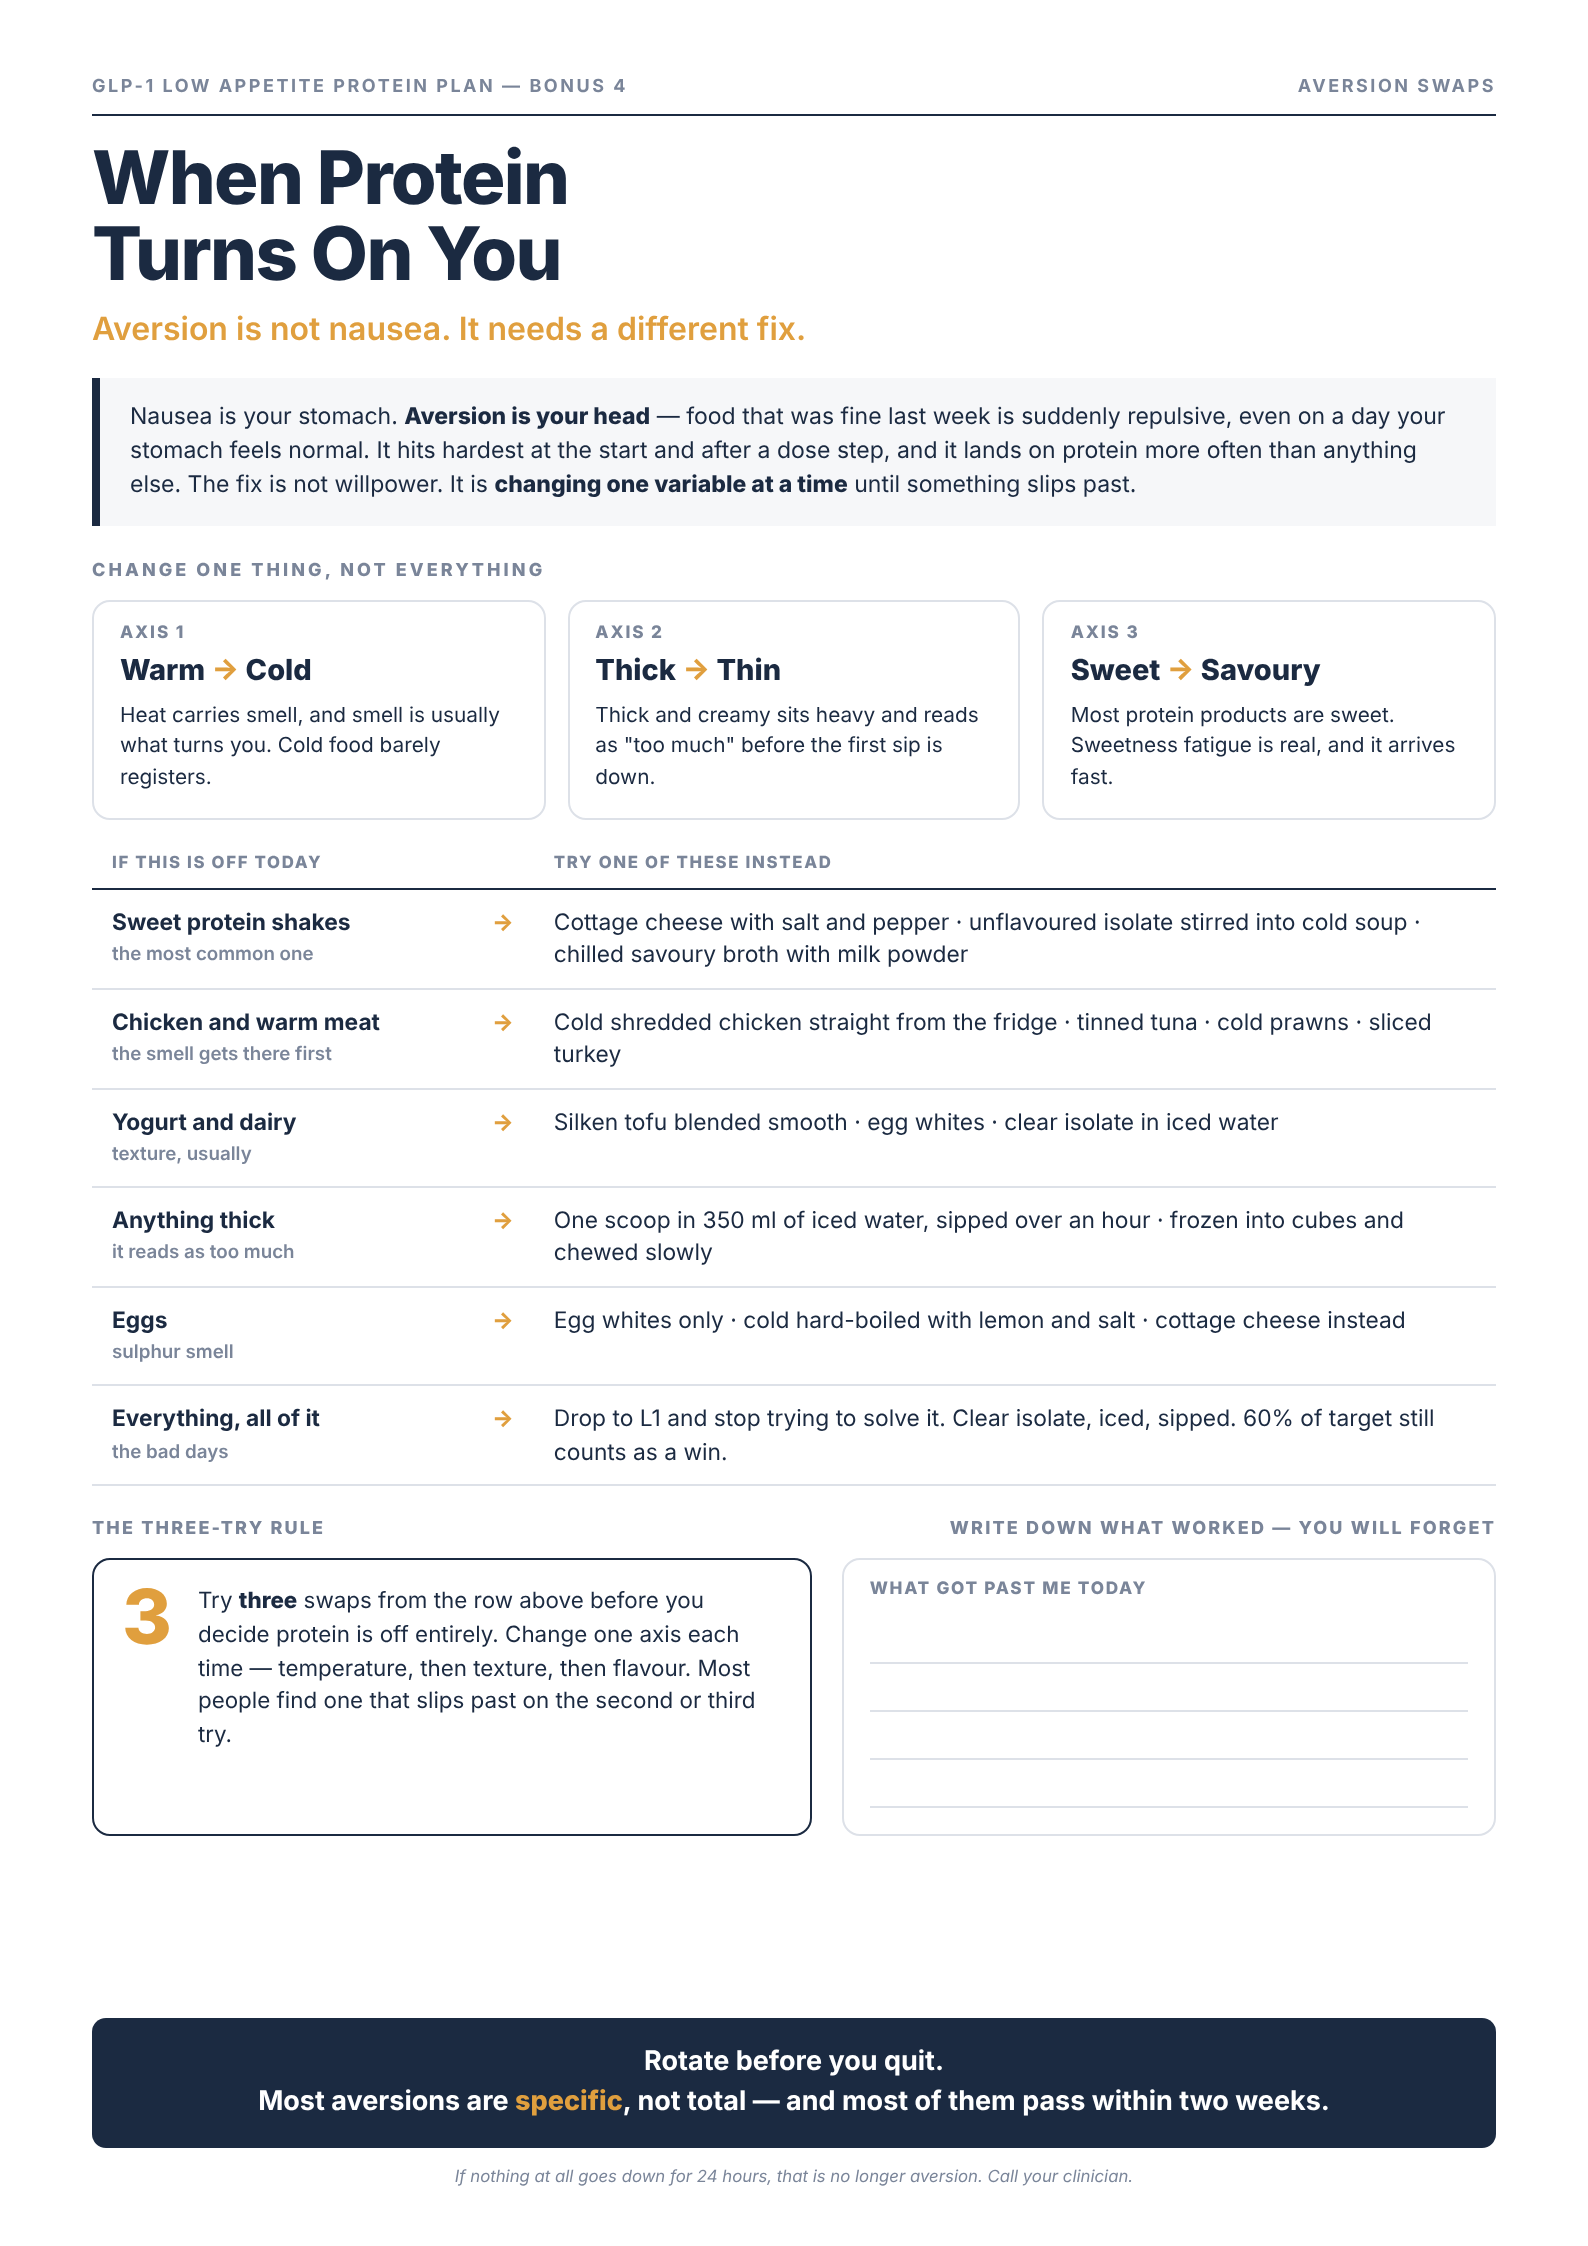 GLP-1 LOW APPETITE PROTEIN PLAN — BONUS 4
AVERSION SWAPS
When Protein
Turns On You
Aversion is not nausea. It needs a different fix.
Nausea is your stomach. Aversion is your head — food that was fine last week is suddenly repulsive, even on a day your
stomach feels normal. It hits hardest at the start and after a dose step, and it lands on protein more often than anything
else. The fix is not willpower. It is changing one variable at a time until something slips past.
CHANGE ONE THING, NOT EVERYTHING
AXIS 1
Warm → Cold
Heat carries smell, and smell is usually
what turns you. Cold food barely
registers.
AXIS 2
Thick → Thin
Thick and creamy sits heavy and reads
as "too much" before the first sip is
down.
AXIS 3
Sweet → Savoury
Most protein products are sweet.
Sweetness fatigue is real, and it arrives
fast.
IF THIS IS OFF TODAY
TRY ONE OF THESE INSTEAD
Sweet protein shakes
the most common one
→
Cottage cheese with salt and pepper · unflavoured isolate stirred into cold soup ·
chilled savoury broth with milk powder
Chicken and warm meat
the smell gets there first
→
Cold shredded chicken straight from the fridge · tinned tuna · cold prawns · sliced
turkey
Yogurt and dairy
texture, usually
→
Silken tofu blended smooth · egg whites · clear isolate in iced water
Anything thick
it reads as too much
→
One scoop in 350 ml of iced water, sipped over an hour · frozen into cubes and
chewed slowly
Eggs
sulphur smell
→
Egg whites only · cold hard-boiled with lemon and salt · cottage cheese instead
Everything, all of it
the bad days
→
Drop to L1 and stop trying to solve it. Clear isolate, iced, sipped. 60% of target still
counts as a win.
THE THREE-TRY RULE
3
Try three swaps from the row above before you
decide protein is off entirely. Change one axis each
time — temperature, then texture, then flavour. Most
people find one that slips past on the second or third
try.
WRITE DOWN WHAT WORKED — YOU WILL FORGET
WHAT GOT PAST ME TODAY
Rotate before you quit.
Most aversions are specific, not total — and most of them pass within two weeks.
If nothing at all goes down for 24 hours, that is no longer aversion. Call your clinician.